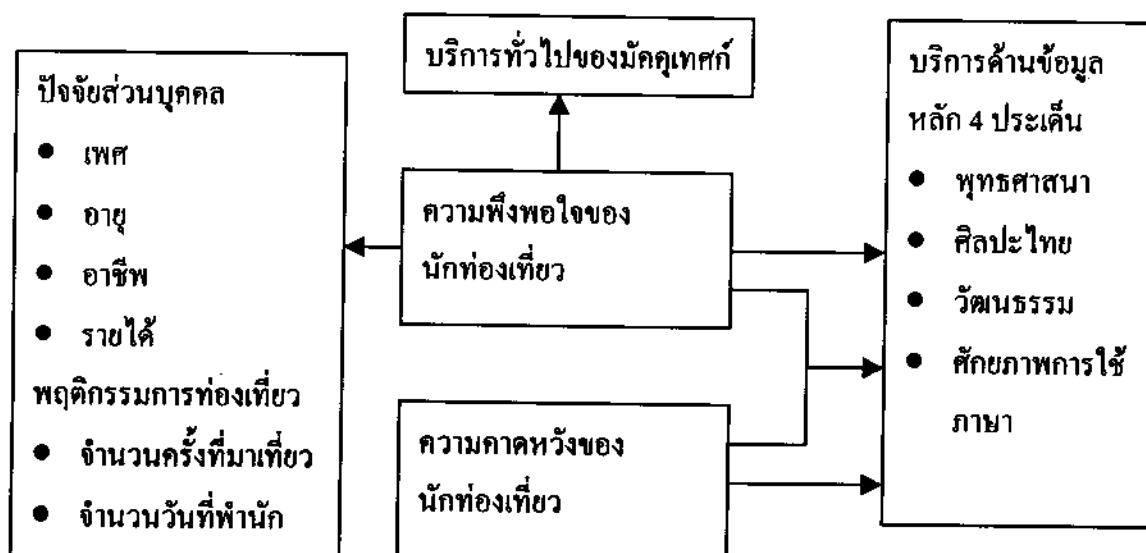 บริการทั่วไปของมัคคุเทศก์
ปัจจัยส่วนบุคคล
● เพศ
● อายุ
● อาชีพ
● รายได้
พฤติกรรมการท่องเที่ยว
● จำนวนครั้งที่มาเที่ยว
● จำนวนวันที่พำนัก
ความพึงพอใจของ
นักท่องเที่ยว
ความคาดหวังของ
นักท่องเที่ยว
บริการด้านข้อมูล
หลัก 4 ประเด็น
● พุทธศาสนา
● ศิลปะไทย
● วัฒนธรรม
● ศักยภาพการใช้
ภาษา